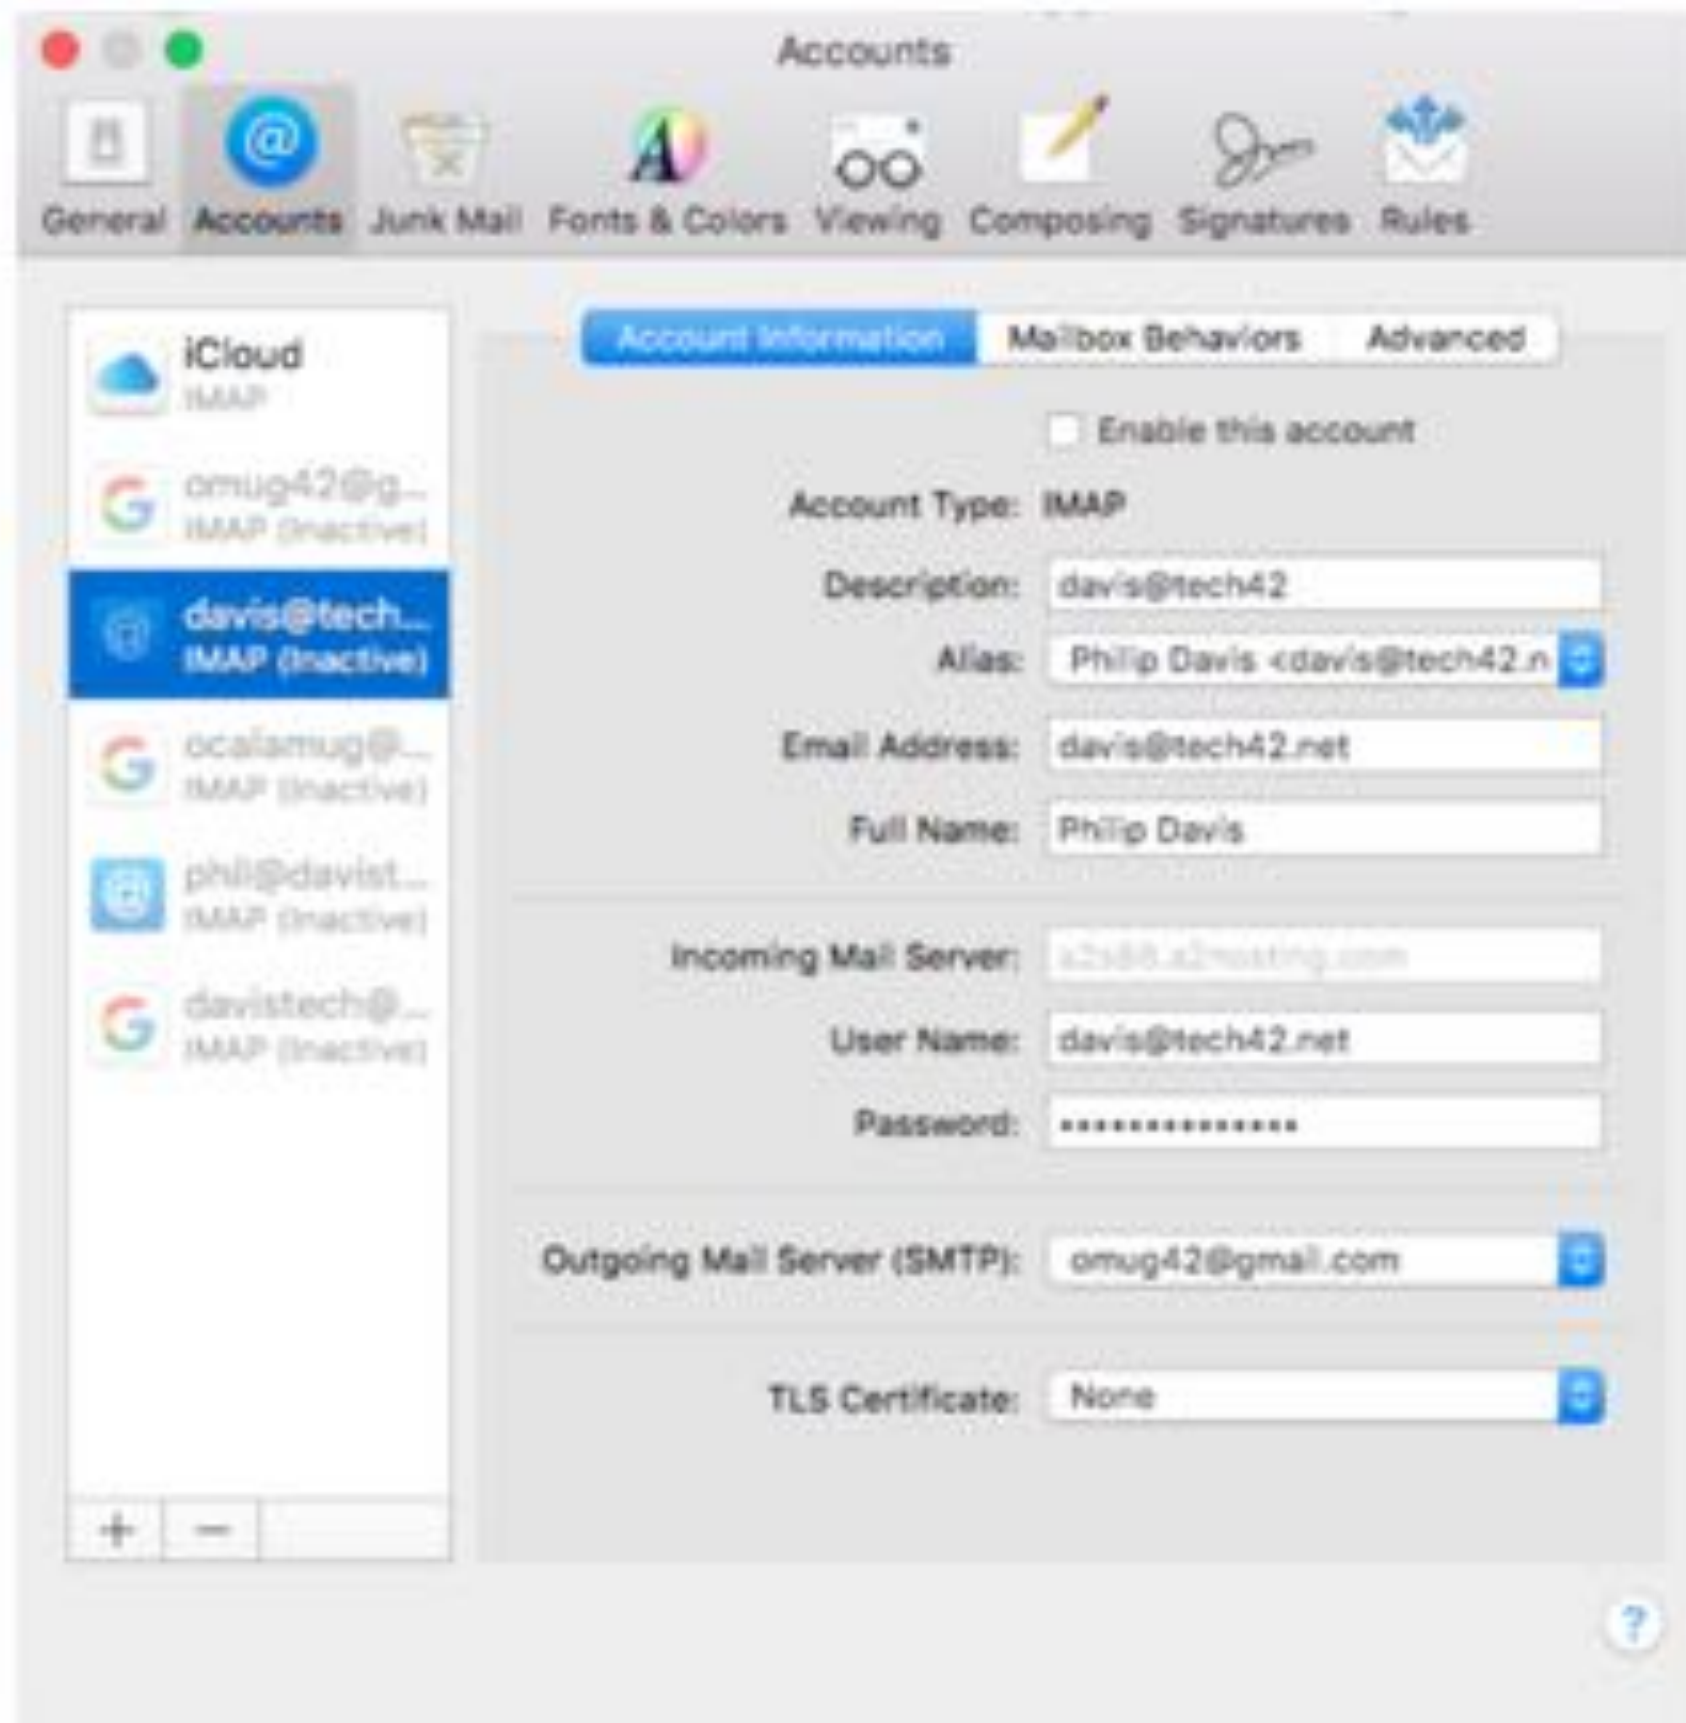 Accounts
General Accounts Junk Mail Fonts & Colors Viewing Composing Signatures Rules
iCloud
IMAP
omug42@g...
IMAP (Inactive)
davis@tech...
IMAP (Inactive)
ocalamug@...
IMAP (Inactive)
phil@davist...
IMAP (Inactive)
davistech@...
IMAP (Inactive)
Account Information Mailbox Behaviors Advanced
Enable this account
Account Type: IMAP
Description: davis@tech42
Alias: Philip Davis <davis@tech42.n
Email Address: davis@tech42.net
Full Name: Philip Davis
Incoming Mail Server:
User Name: davis@tech42.net
Password: ••••••••••••••
Outgoing Mail Server (SMTP): omug42@gmail.com
TLS Certificate: None
+ −
?